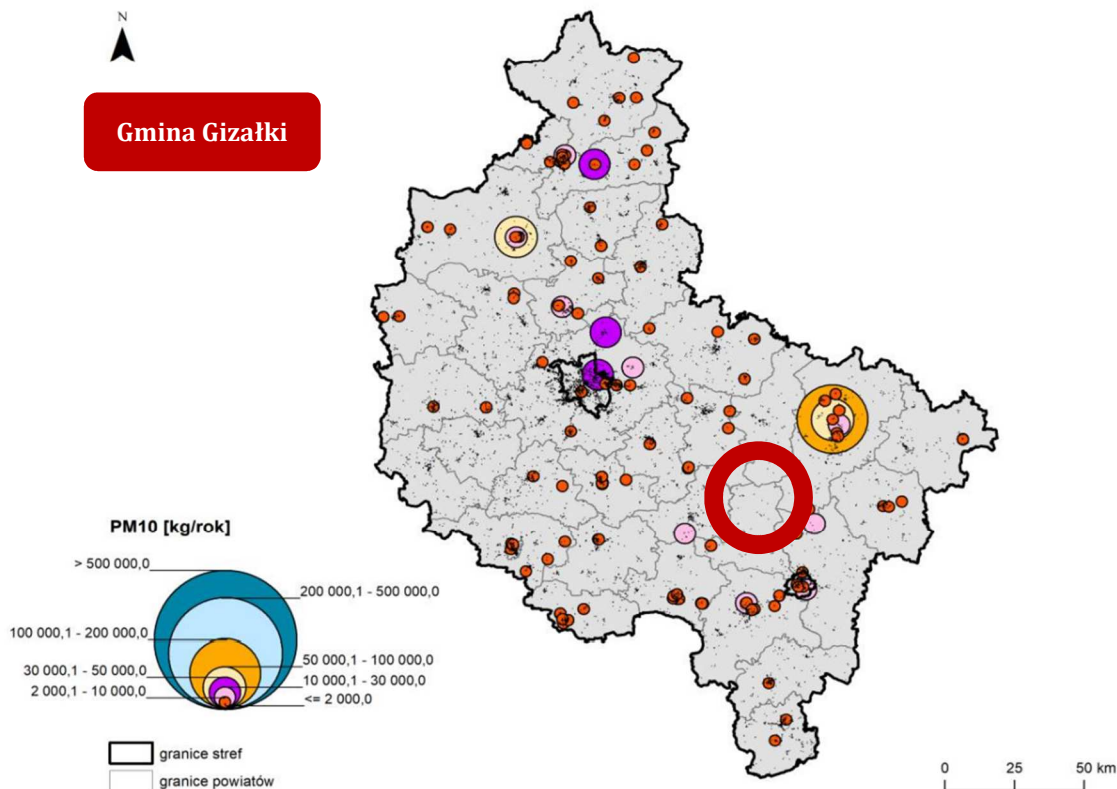 N
Gmina Gizałki
PM10 [kg/rok]
> 500 000,0
200 000,1 - 500 000,0
100 000,1 - 200 000,0
50 000,1 - 100 000,0
30 000,1 - 50 000,0
10 000,1 - 30 000,0
2 000,1 - 10 000,0
<= 2 000,0
granice stref
granice powiatów
0 25 50 km